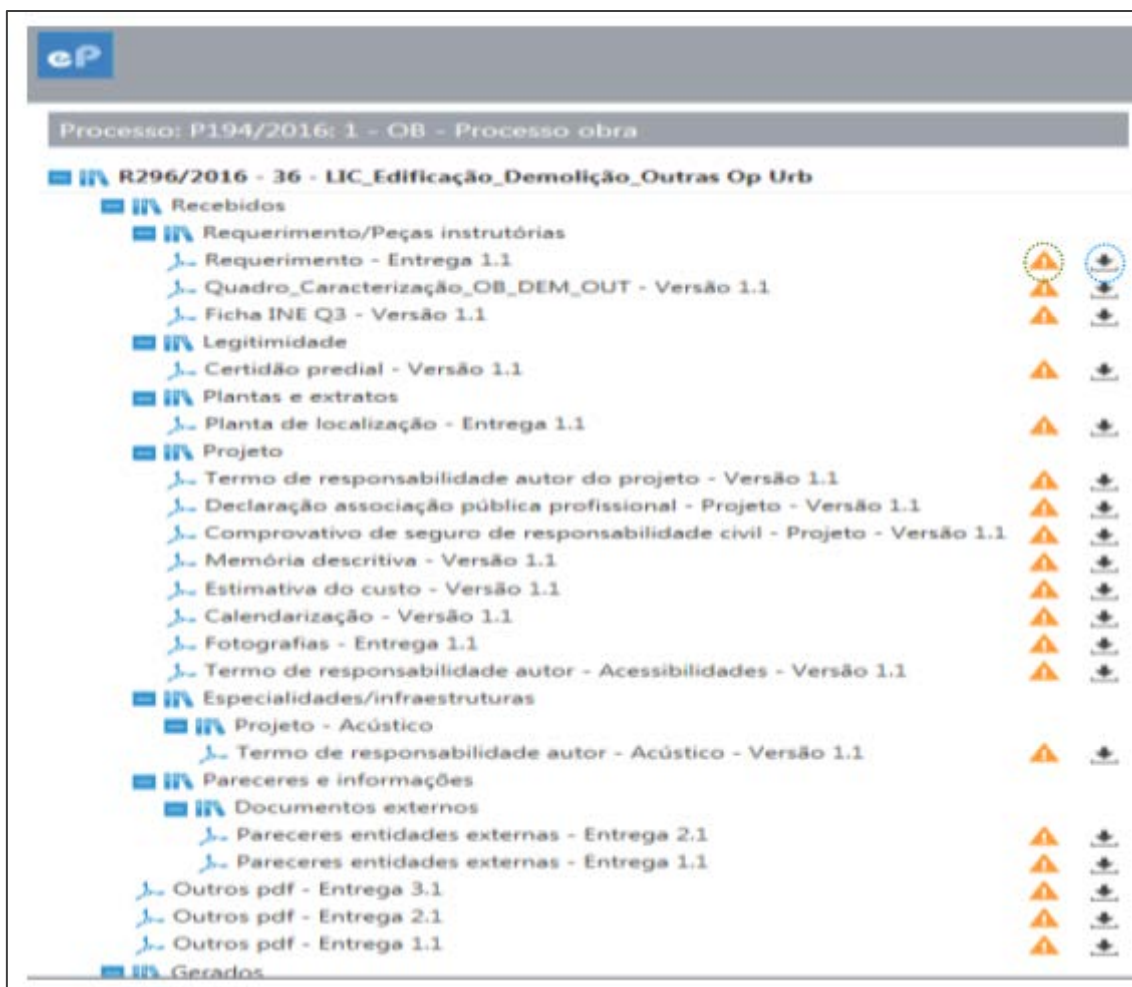 eP
Processo: P194/2016: 1 - OB - Processo obra
R296/2016 - 36 - LIC_Edificação_Demolição_Outras Op Urb
Recebidos
Requerimento/Peças instrutórias
Requerimento - Entrega 1.1
Quadro_Caracterização_OB_DEM_OUT - Versão 1.1
Ficha INE Q3 - Versão 1.1
Legitimidade
Certidão predial - Versão 1.1
Plantas e extratos
Planta de localização - Entrega 1.1
Projeto
Termo de responsabilidade autor do projeto - Versão 1.1
Declaração associação pública profissional - Projeto - Versão 1.1
Comprovativo de seguro de responsabilidade civil - Projeto - Versão 1.1
Memória descritiva - Versão 1.1
Estimativa do custo - Versão 1.1
Calendarização - Versão 1.1
Fotografias - Entrega 1.1
Termo de responsabilidade autor - Acessibilidades - Versão 1.1
Especialidades/infraestruturas
Projeto - Acústico
Termo de responsabilidade autor - Acústico - Versão 1.1
Pareceres e informações
Documentos externos
Pareceres entidades externas - Entrega 2.1
Pareceres entidades externas - Entrega 1.1
Outros pdf - Entrega 3.1
Outros pdf - Entrega 2.1
Outros pdf - Entrega 1.1
Gerados